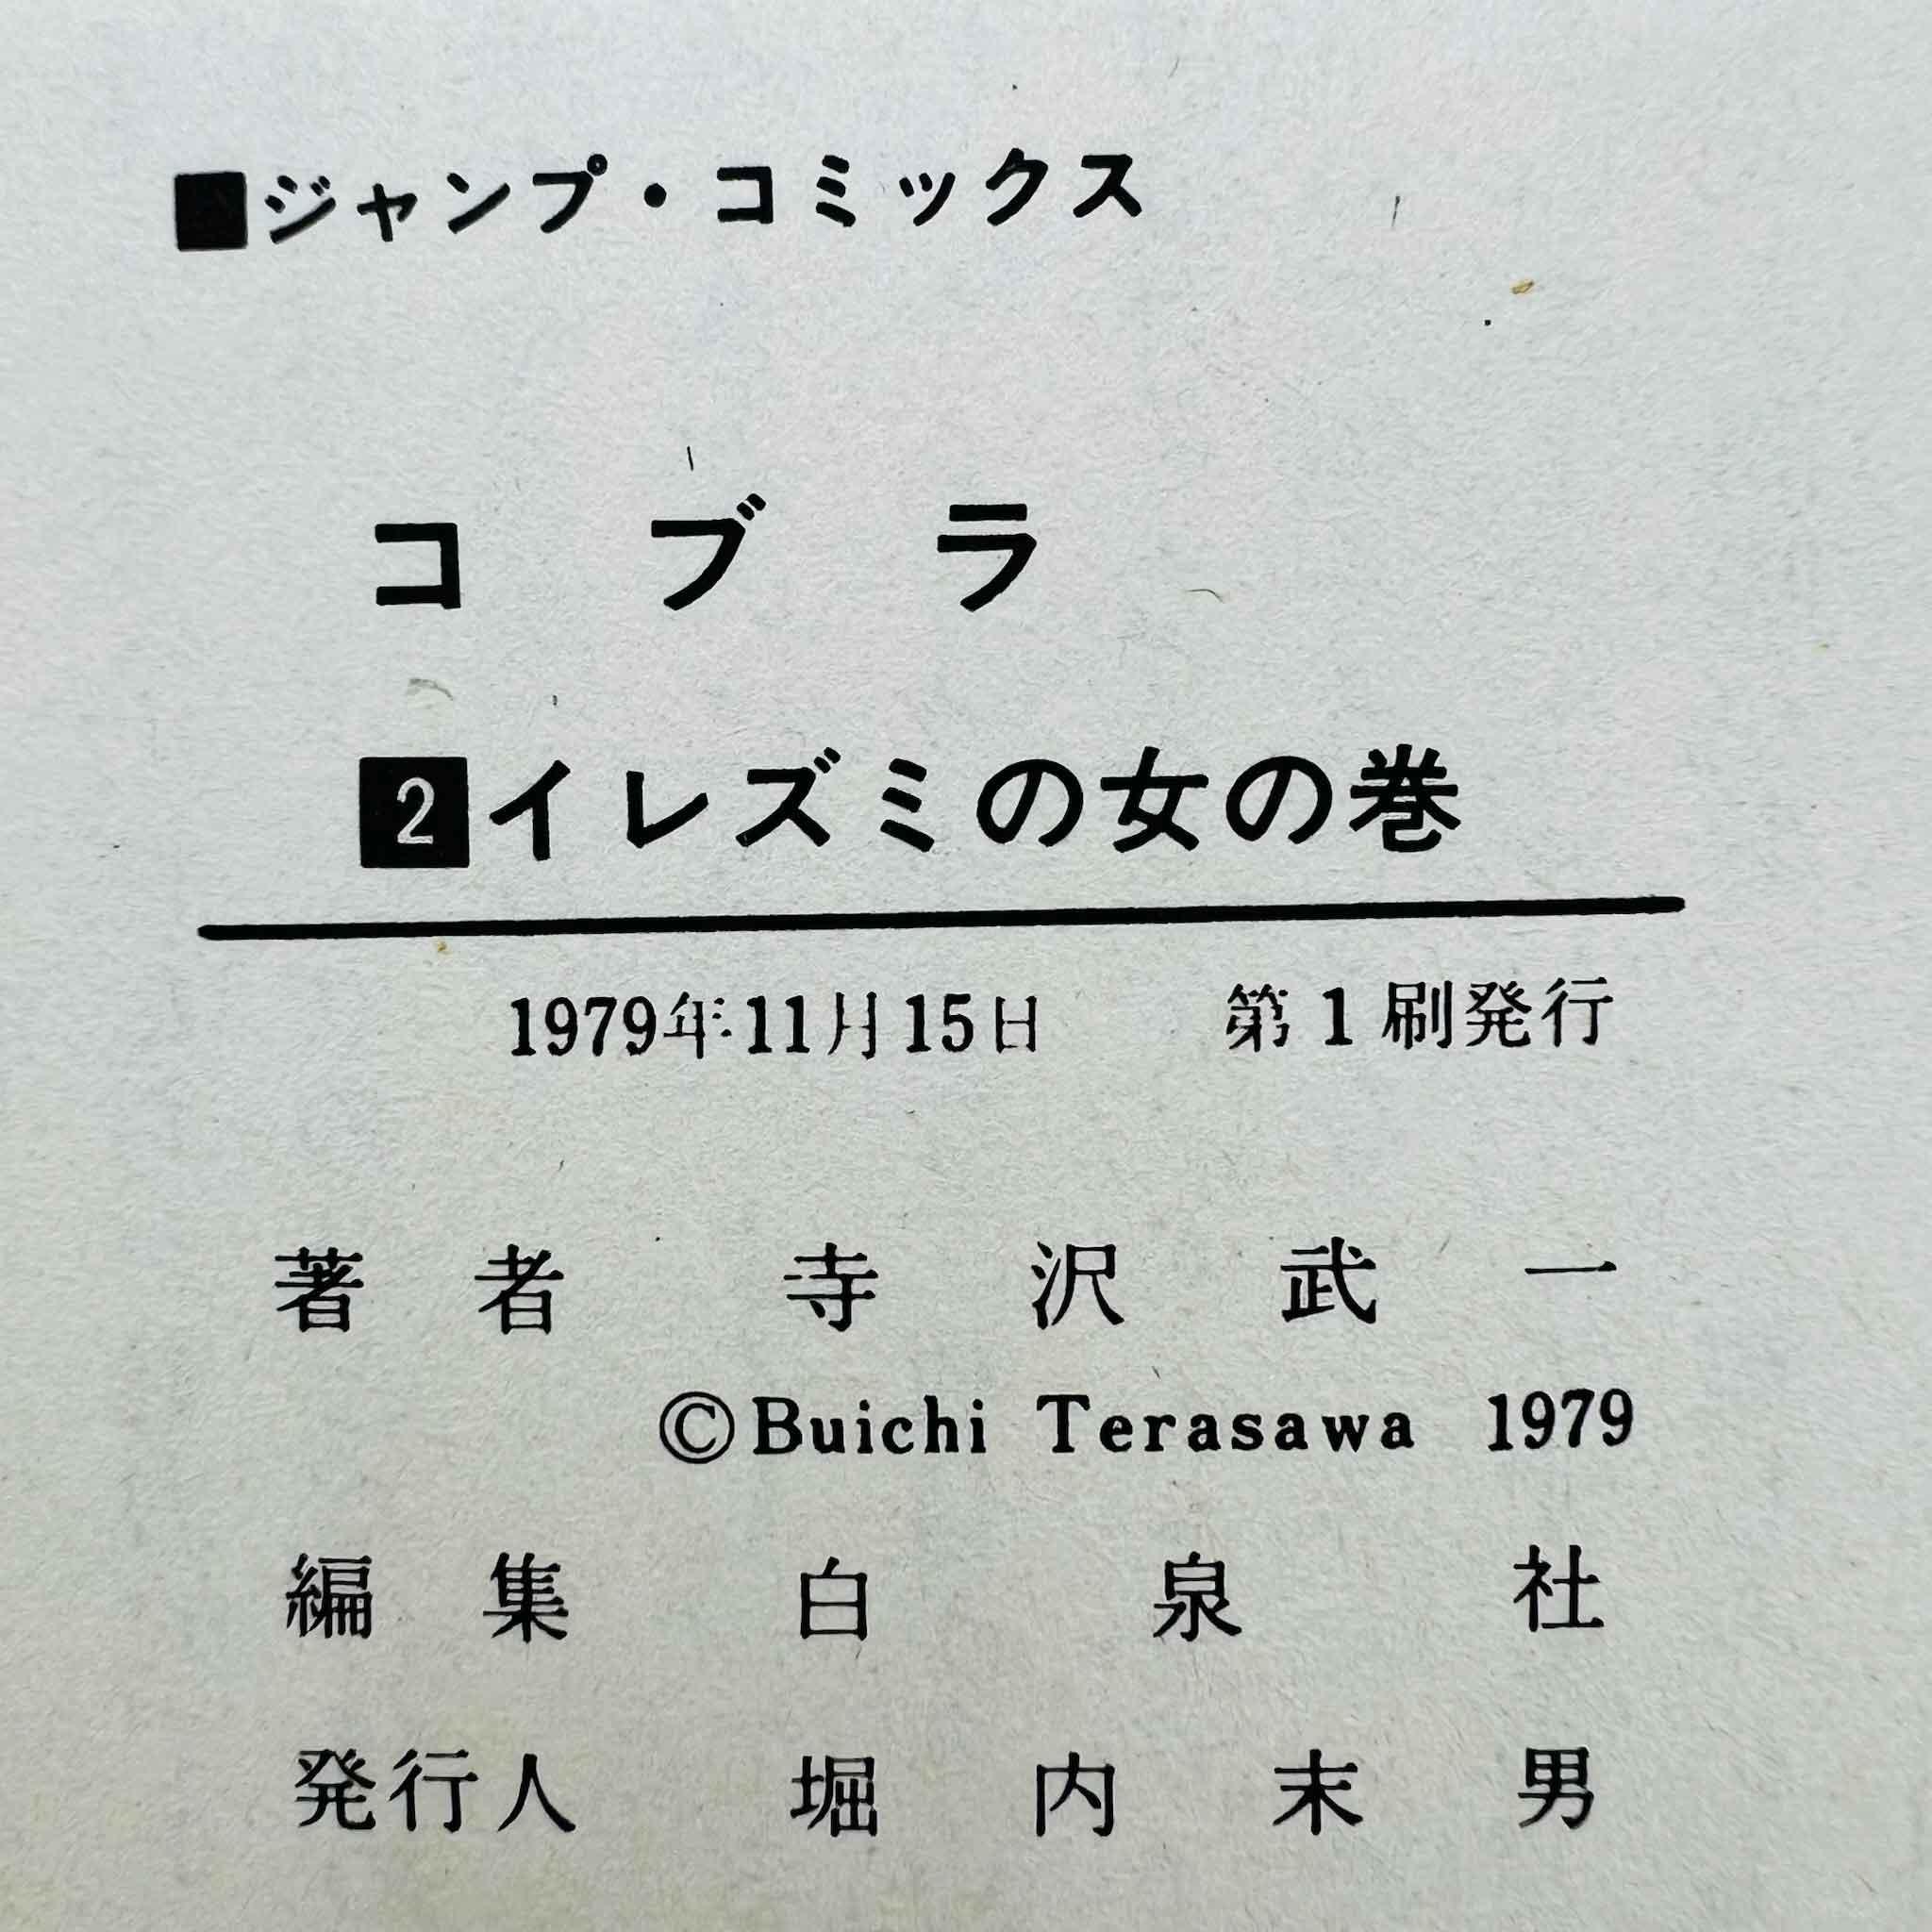 ■ジャンプ・コミックス
コブラ
2イレズミの女の巻
1979年11月15日 第1刷発行
著者 寺沢武一
©Buichi Terasawa 1979
編集 白泉社
発行人 堀内末男